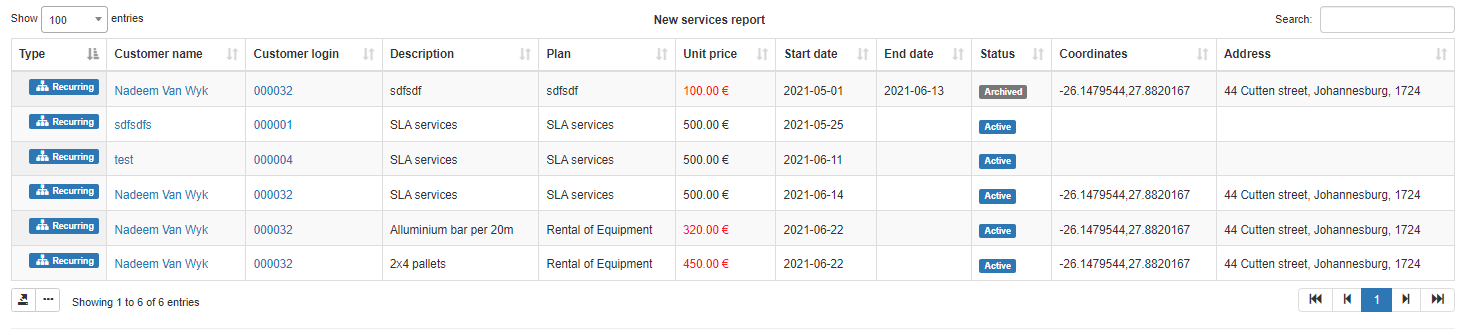 Show 100 entries New services report Search:
Type Customer name Customer login Description Plan Unit price Start date End date Status Coordinates Address
Recurring Nadeem Van Wyk 000032 sdfsdf sdfsdf 100.00 € 2021-05-01 2021-06-13 Archived -26.1479544,27.8820167 44 Cutten street, Johannesburg, 1724
Recurring sdfsdfs 000001 SLA services SLA services 500.00 € 2021-05-25 Active
Recurring test 000004 SLA services SLA services 500.00 € 2021-06-11 Active
Recurring Nadeem Van Wyk 000032 SLA services SLA services 500.00 € 2021-06-14 Active -26.1479544,27.8820167 44 Cutten street, Johannesburg, 1724
Recurring Nadeem Van Wyk 000032 Alluminium bar per 20m Rental of Equipment 320.00 € 2021-06-22 Active -26.1479544,27.8820167 44 Cutten street, Johannesburg, 1724
Recurring Nadeem Van Wyk 000032 2x4 pallets Rental of Equipment 450.00 € 2021-06-22 Active -26.1479544,27.8820167 44 Cutten street, Johannesburg, 1724
Showing 1 to 6 of 6 entries 1